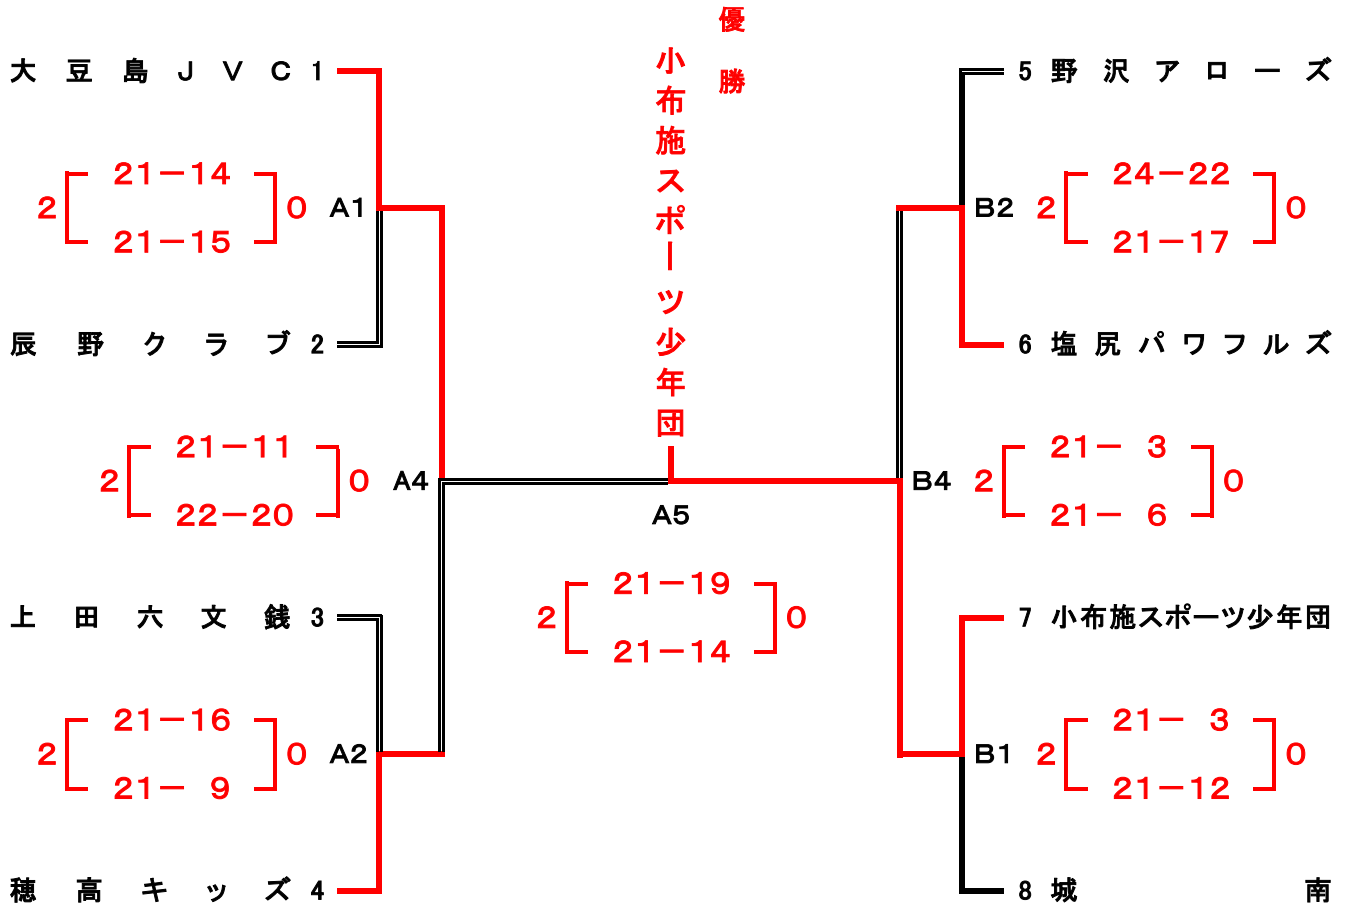 優勝
小布施スポーツ少年団
大豆島JVC 1
2 21－14 0
21－15
A1
辰野クラブ 2
2 21－11 0
22－20
A4
上田六文銭 3
2 21－16 0
21－ 9
A2
穂高キッズ 4
A5
2 21－19 0
21－14
5 野沢アローズ
B2
2 24－22 0
21－17
6 塩尻パワフルズ
B4
2 21－ 3 0
21－ 6
7 小布施スポーツ少年団
B1
2 21－ 3 0
21－12
8 城南